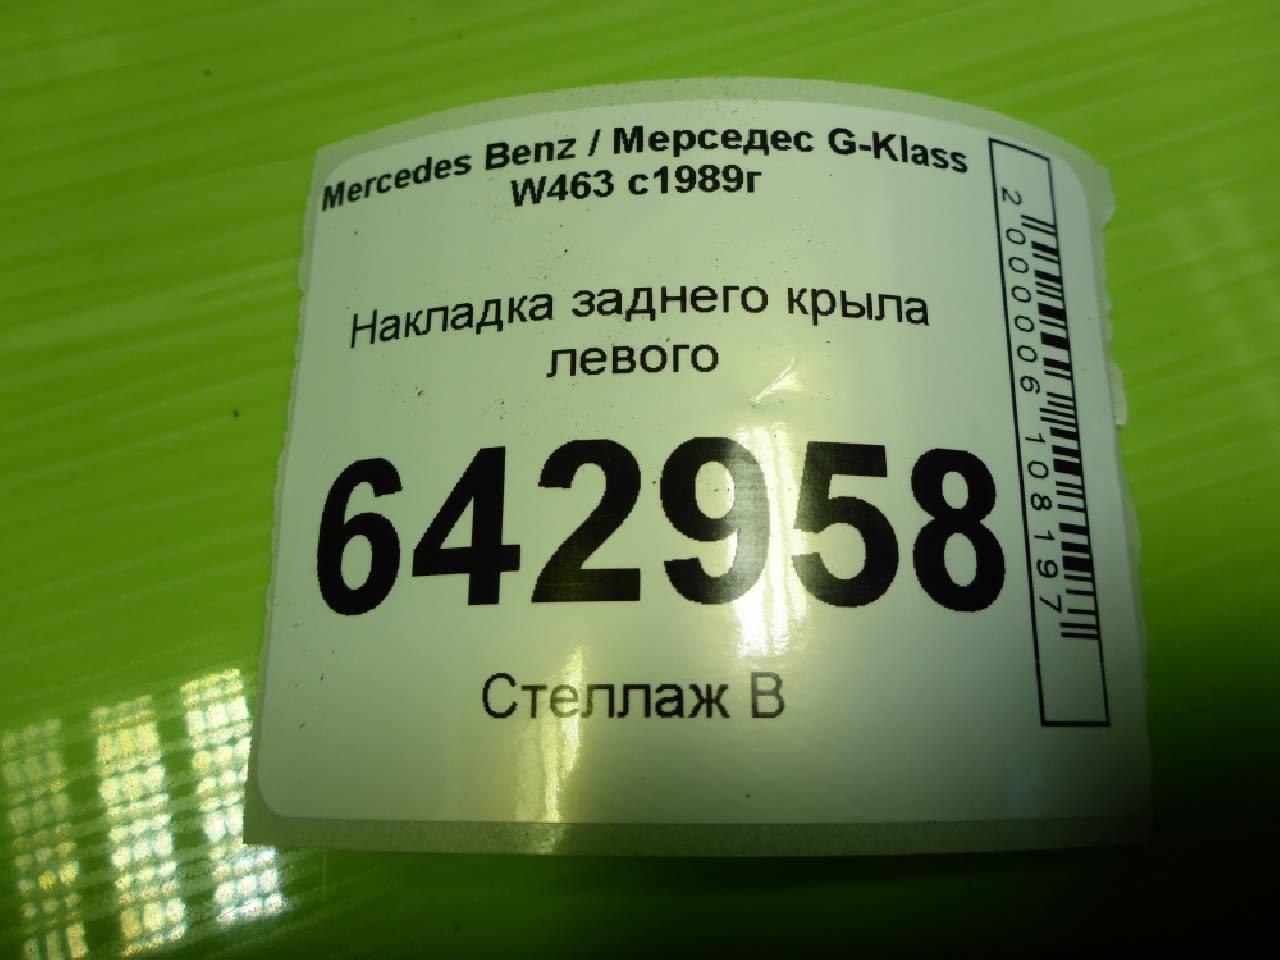 Mercedes Benz / Мерседес G-Klass
W463 с1989г
Накладка заднего крыла
левого
642958
Стеллаж В
2000006108197